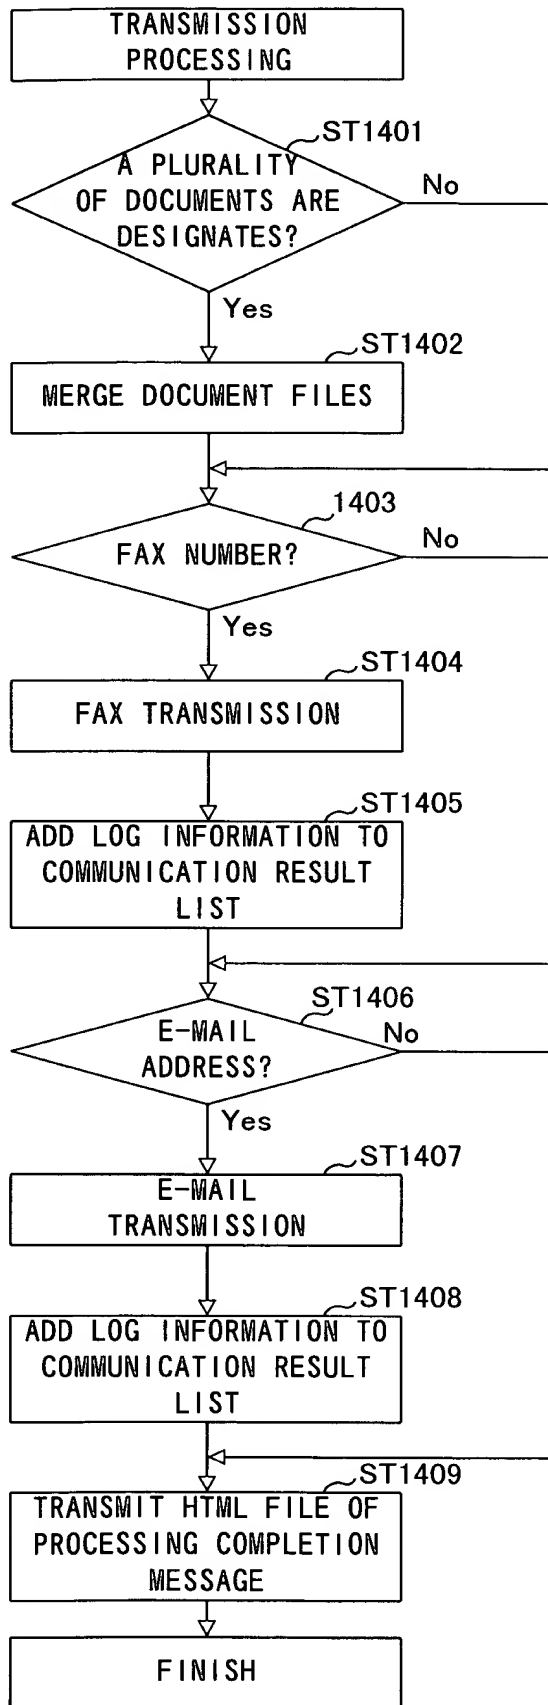 TRANSMISSION
PROCESSING
ST1401
A PLURALITY
OF DOCUMENTS ARE
DESIGNATES?
No
Yes
ST1402
MERGE DOCUMENT FILES
1403
FAX NUMBER?
No
Yes
ST1404
FAX TRANSMISSION
ST1405
ADD LOG INFORMATION TO
COMMUNICATION RESULT
LIST
ST1406
E-MAIL
ADDRESS?
No
Yes
ST1407
E-MAIL
TRANSMISSION
ST1408
ADD LOG INFORMATION TO
COMMUNICATION RESULT
LIST
ST1409
TRANSMIT HTML FILE OF
PROCESSING COMPLETION
MESSAGE
FINISH